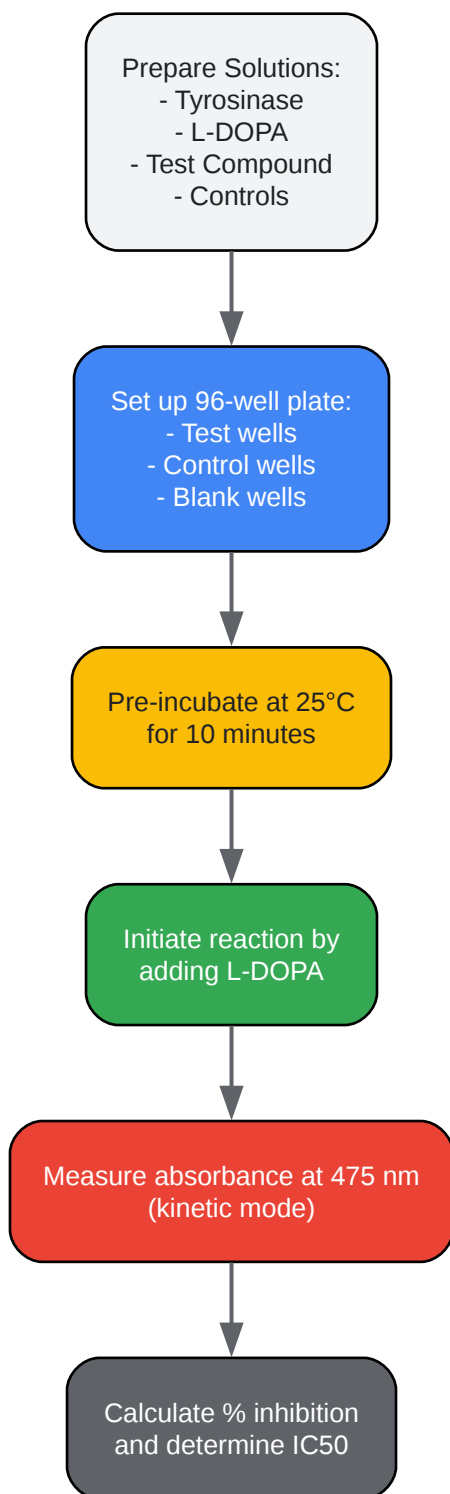 Prepare Solutions:
- Tyrosinase
- L-DOPA
- Test Compound
- Controls
Set up 96-well plate:
- Test wells
- Control wells
- Blank wells
Pre-incubate at 25°C
for 10 minutes
Initiate reaction by
adding L-DOPA
Measure absorbance at 475 nm
(kinetic mode)
Calculate % inhibition
and determine IC50